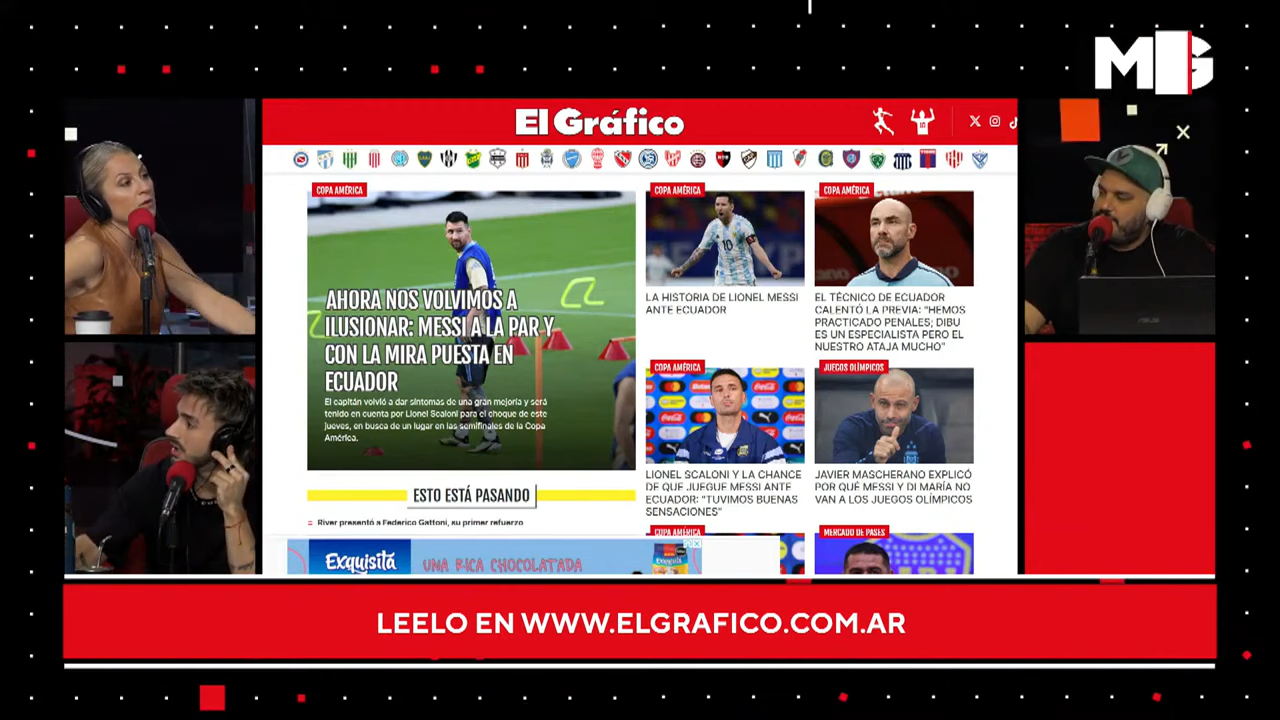 MG
El Gráfico
COPA AMÉRICA
AHORA NOS VOLVIMOS A
ILUSIONAR: MESSI A LA PAR Y
CON LA MIRA PUESTA EN
ECUADOR
El capitán volvió a dar síntomas de una gran mejoría y será
tenido en cuenta por Lionel Scaloni para el choque de este
jueves, en busca de un lugar en las semifinales de la Copa
América.
COPA AMÉRICA
10
LA HISTORIA DE LIONEL MESSI
ANTE ECUADOR
COPA AMÉRICA
EL TÉCNICO DE ECUADOR
CALENTÓ LA PREVIA: "HEMOS
PRACTICADO PENALES; DIBU
ES UN ESPECIALISTA PERO EL
NUESTRO ATAJA MUCHO"
COPA AMÉRICA
LIONEL SCALONI Y LA CHANCE
DE QUE JUEGUE MESSI ANTE
ECUADOR: "TUVIMOS BUENAS
SENSACIONES"
JUEGOS OLÍMPICOS
JAVIER MASCHERANO EXPLICÓ
POR QUÉ MESSI Y DI MARÍA NO
VAN A LOS JUEGOS OLÍMPICOS
ESTO ESTÁ PASANDO
River presentó a Federico Gattoni, su primer refuerzo
COPA AMÉRICA
MERCADO DE PASES
Exquisita
UNA RICA CHOCOLATADA
LEELO EN WWW.ELGRAFICO.COM.AR